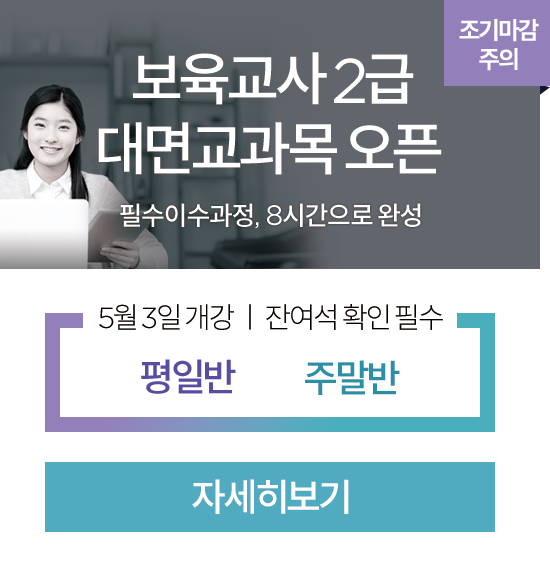 조기마감
주의
보육교사 2급
대면교과목 오픈
필수이수과정, 8시간으로 완성
5월 3일 개강 | 잔여석 확인 필수
평일반 주말반
자세히보기